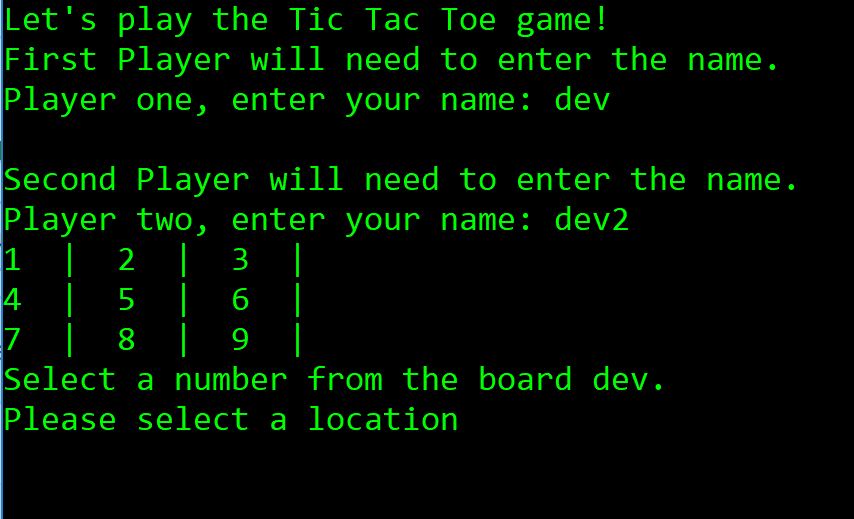 Let's play the Tic Tac Toe game!
First Player will need to enter the name.
Player one, enter your name: dev
Second Player will need to enter the name.
Player two, enter your name: dev2
1  |  2  |  3  |
4  |  5  |  6  |
7  |  8  |  9  |
Select a number from the board dev.
Please select a location